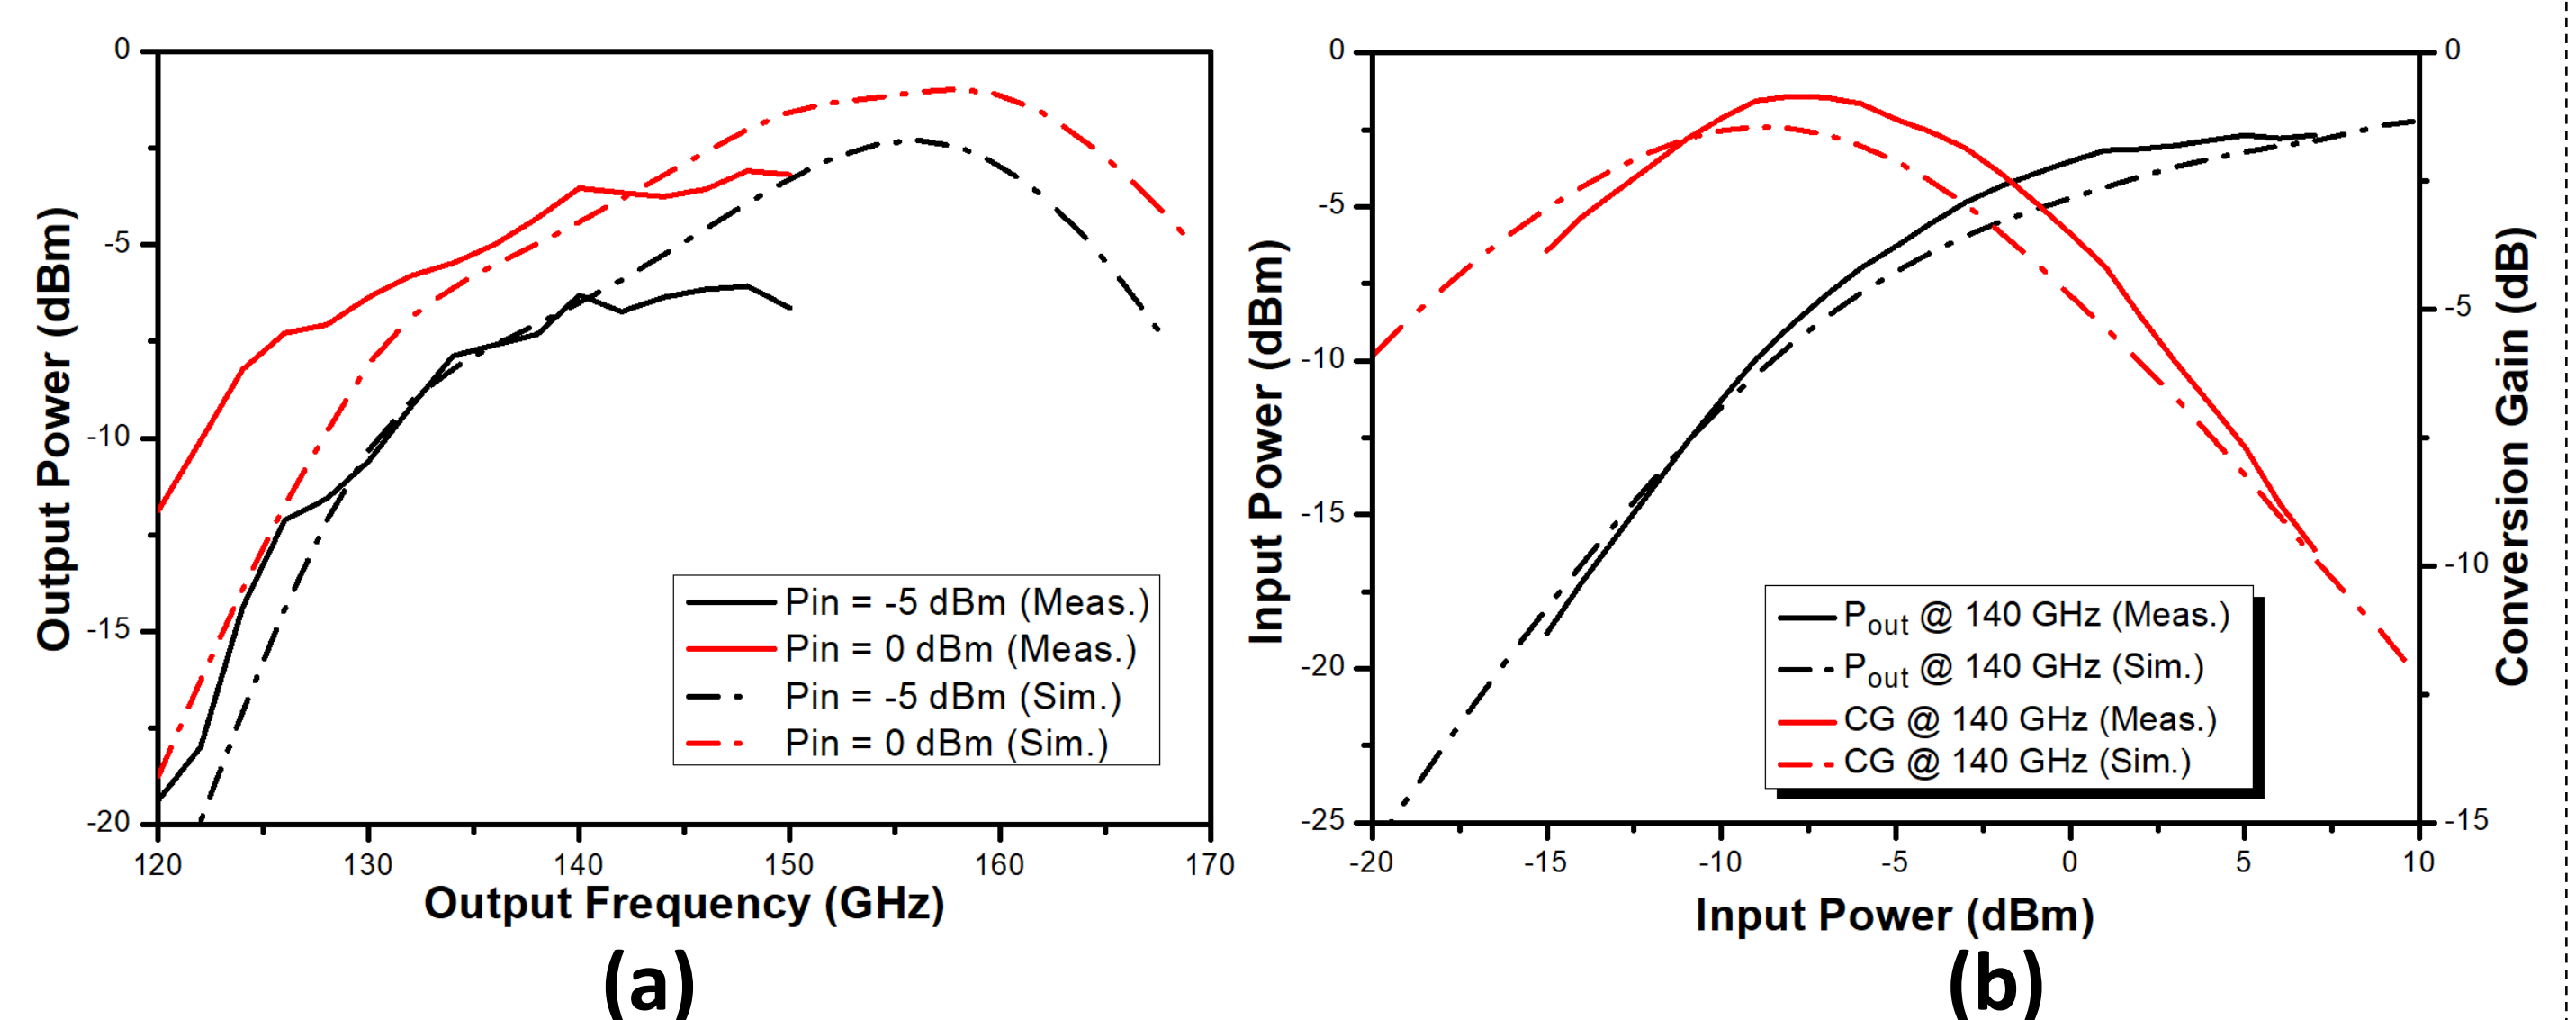 Output Power (dBm)
0
-5
-10
-15
-20
120
130
140
150
160
170
Output Frequency (GHz)
Pin = -5 dBm (Meas.)
Pin = 0 dBm (Meas.)
Pin = -5 dBm (Sim.)
Pin = 0 dBm (Sim.)
(a)
Input Power (dBm)
0
-5
-10
-15
-20
-25
-20
-15
-10
-5
0
5
10
Input Power (dBm)
0
-5
-10
-15
Conversion Gain (dB)
Pout @ 140 GHz (Meas.)
Pout @ 140 GHz (Sim.)
CG @ 140 GHz (Meas.)
CG @ 140 GHz (Sim.)
(b)